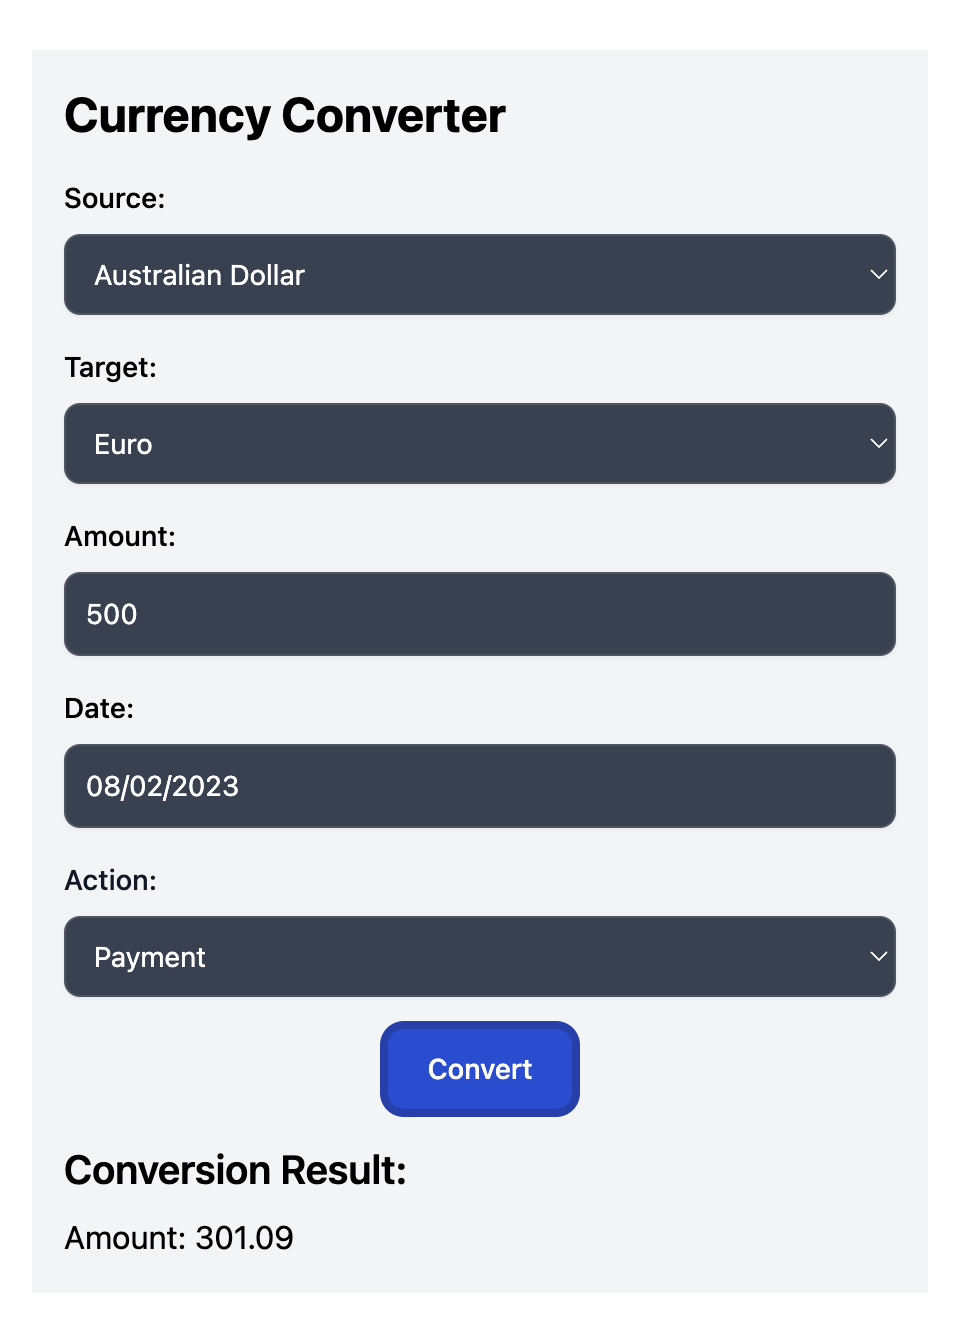 Currency Converter
Source:
Australian Dollar
Target:
Euro
Amount:
500
Date:
08/02/2023
Action:
Payment
Convert
Conversion Result:
Amount: 301.09